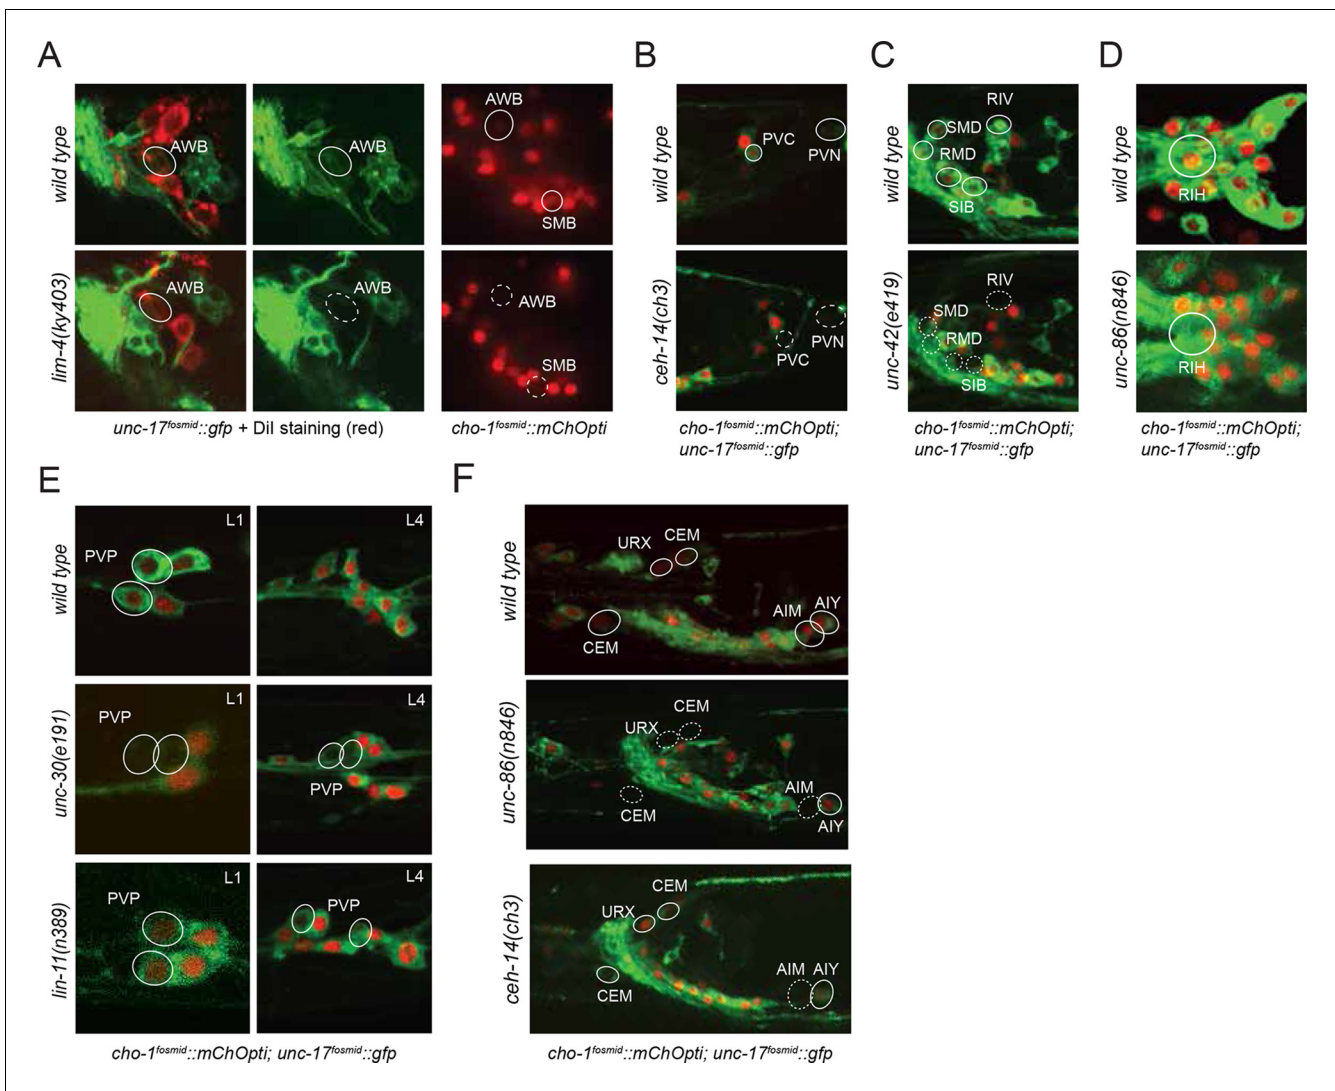 A
wild type
AWB
AWB
AWB
SMB
lim-4(ky403)
AWB
AWB
AWB
SMB
unc-17fosmid::gfp + DiI staining (red)
cho-1fosmid::mChOpti
B
wild type
PVC
PVN
ceh-14(ch3)
PVC
PVN
cho-1fosmid::mChOpti;
unc-17fosmid::gfp
C
wild type
RIV
SMD
RMD
SIB
unc-42(e419)
RIV
SMD
RMD
SIB
cho-1fosmid::mChOpti;
unc-17fosmid::gfp
D
wild type
RIH
unc-86(n846)
RIH
cho-1fosmid::mChOpti;
unc-17fosmid::gfp
E
wild type
L1
PVP
L4
unc-30(e191)
L1
PVP
L4
PVP
lin-11(n389)
L1
PVP
L4
PVP
cho-1fosmid::mChOpti; unc-17fosmid::gfp
F
wild type
URX
CEM
CEM
AIM
AIY
unc-86(n846)
URX
CEM
CEM
AIM
AIY
ceh-14(ch3)
URX
CEM
CEM
AIM
AIY
cho-1fosmid::mChOpti; unc-17fosmid::gfp